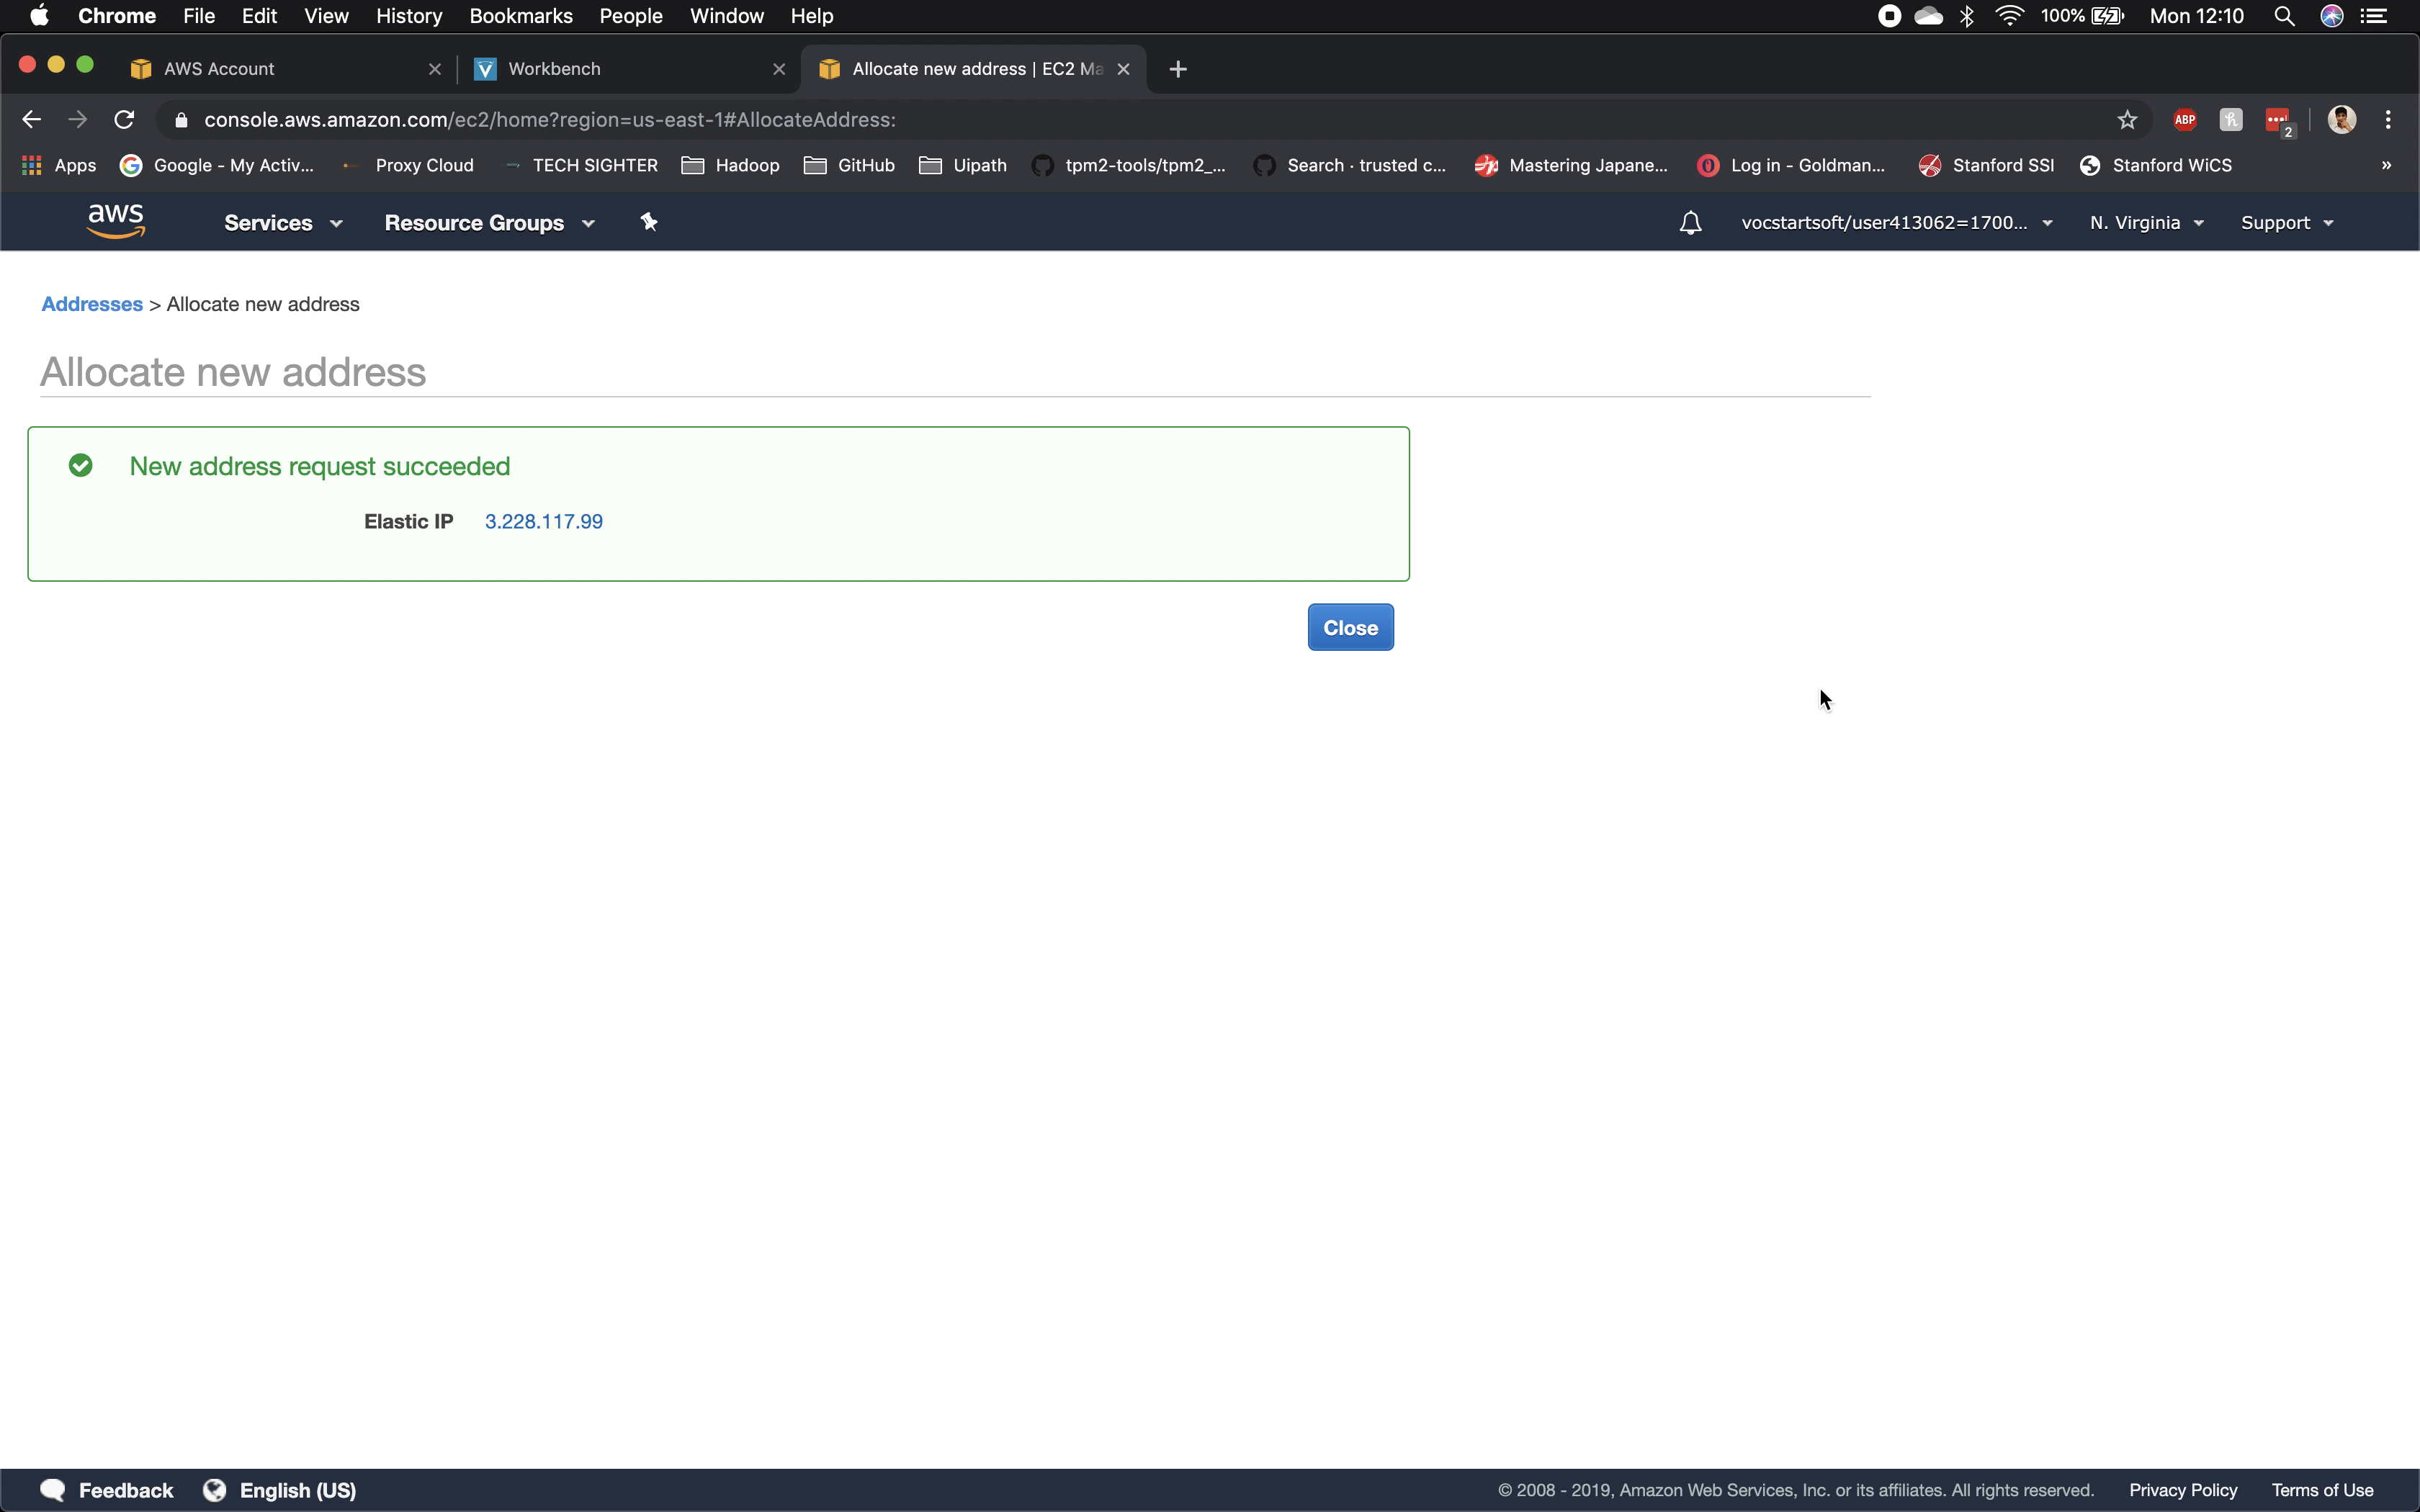 Chrome File Edit View History Bookmarks People Window Help 100% Mon 12:10
AWS Account Workbench Allocate new address | EC2 Ma
console.aws.amazon.com/ec2/home?region=us-east-1#AllocateAddress: ABP 2
Apps Google - My Activ... Proxy Cloud TECH SIGHTER Hadoop GitHub Uipath tpm2-tools/tpm2_... Search · trusted c... Mastering Japane... Log in - Goldman... Stanford SSI Stanford WiCS »
aws Services Resource Groups vocstartsoft/user413062=1700... N. Virginia Support
Addresses > Allocate new address
Allocate new address
New address request succeeded
Elastic IP 3.228.117.99
Close
Feedback English (US) © 2008 - 2019, Amazon Web Services, Inc. or its affiliates. All rights reserved. Privacy Policy Terms of Use